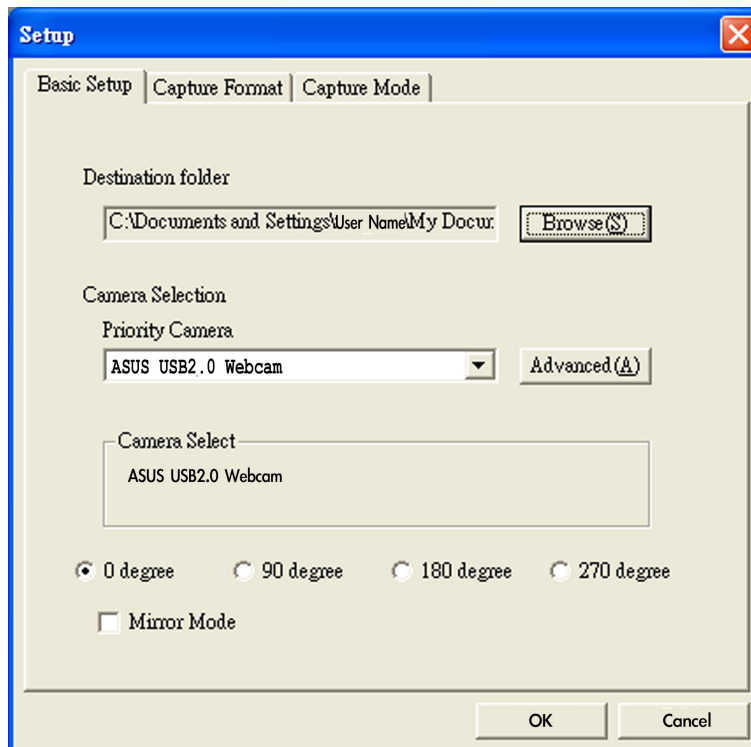 Setup
Basic Setup Capture Format Capture Mode
Destination folder
C:\Documents and Settings\User Name\My Docur
Browse(S)
Camera Selection
Priority Camera
ASUS USB2.0 Webcam
Advanced(A)
Camera Select
ASUS USB2.0 Webcam
0 degree 90 degree 180 degree 270 degree
Mirror Mode
OK Cancel